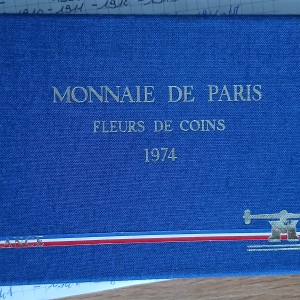 MONNAIE DE PARIS
FLEURS DE COINS
1974